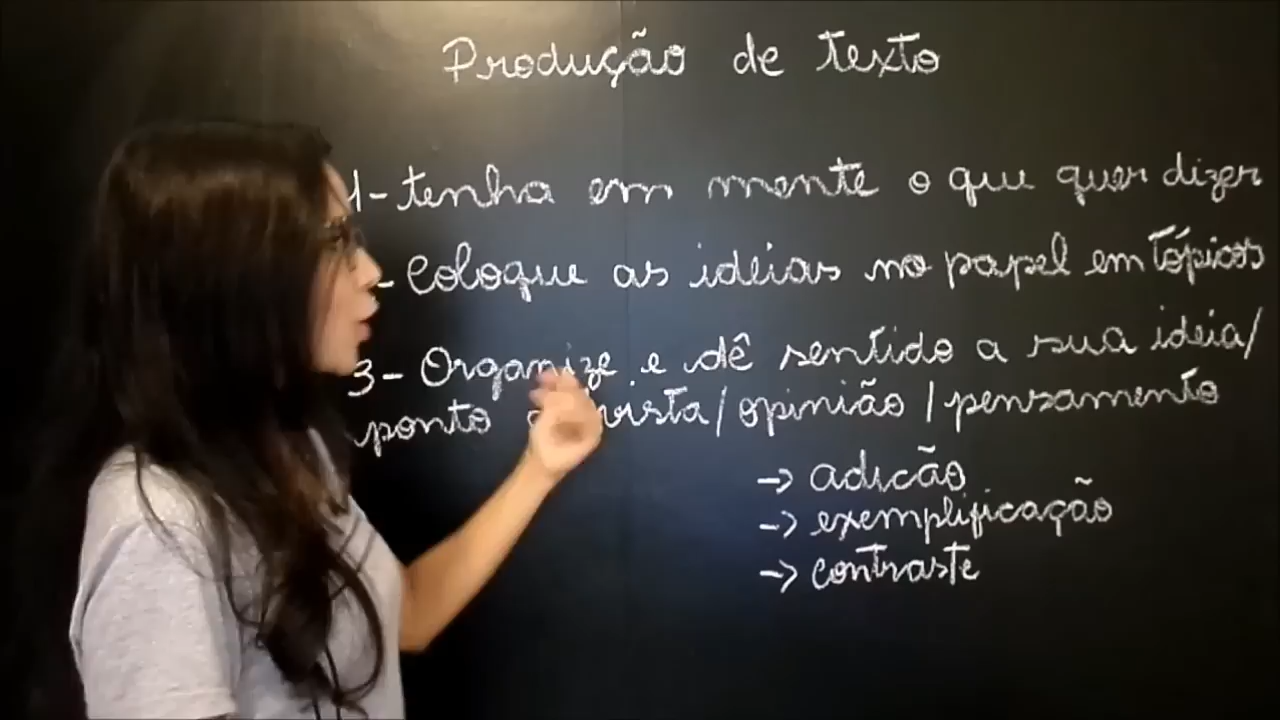 Produção de texto
1- tenha em mente o que quer dizer
- Coloque as ideias no papel em tópicos
3- Organize e dê sentido a sua ideia/
ponto vista/ opinião / pensamento
-> adicão
-> exemplificação
-> contraste